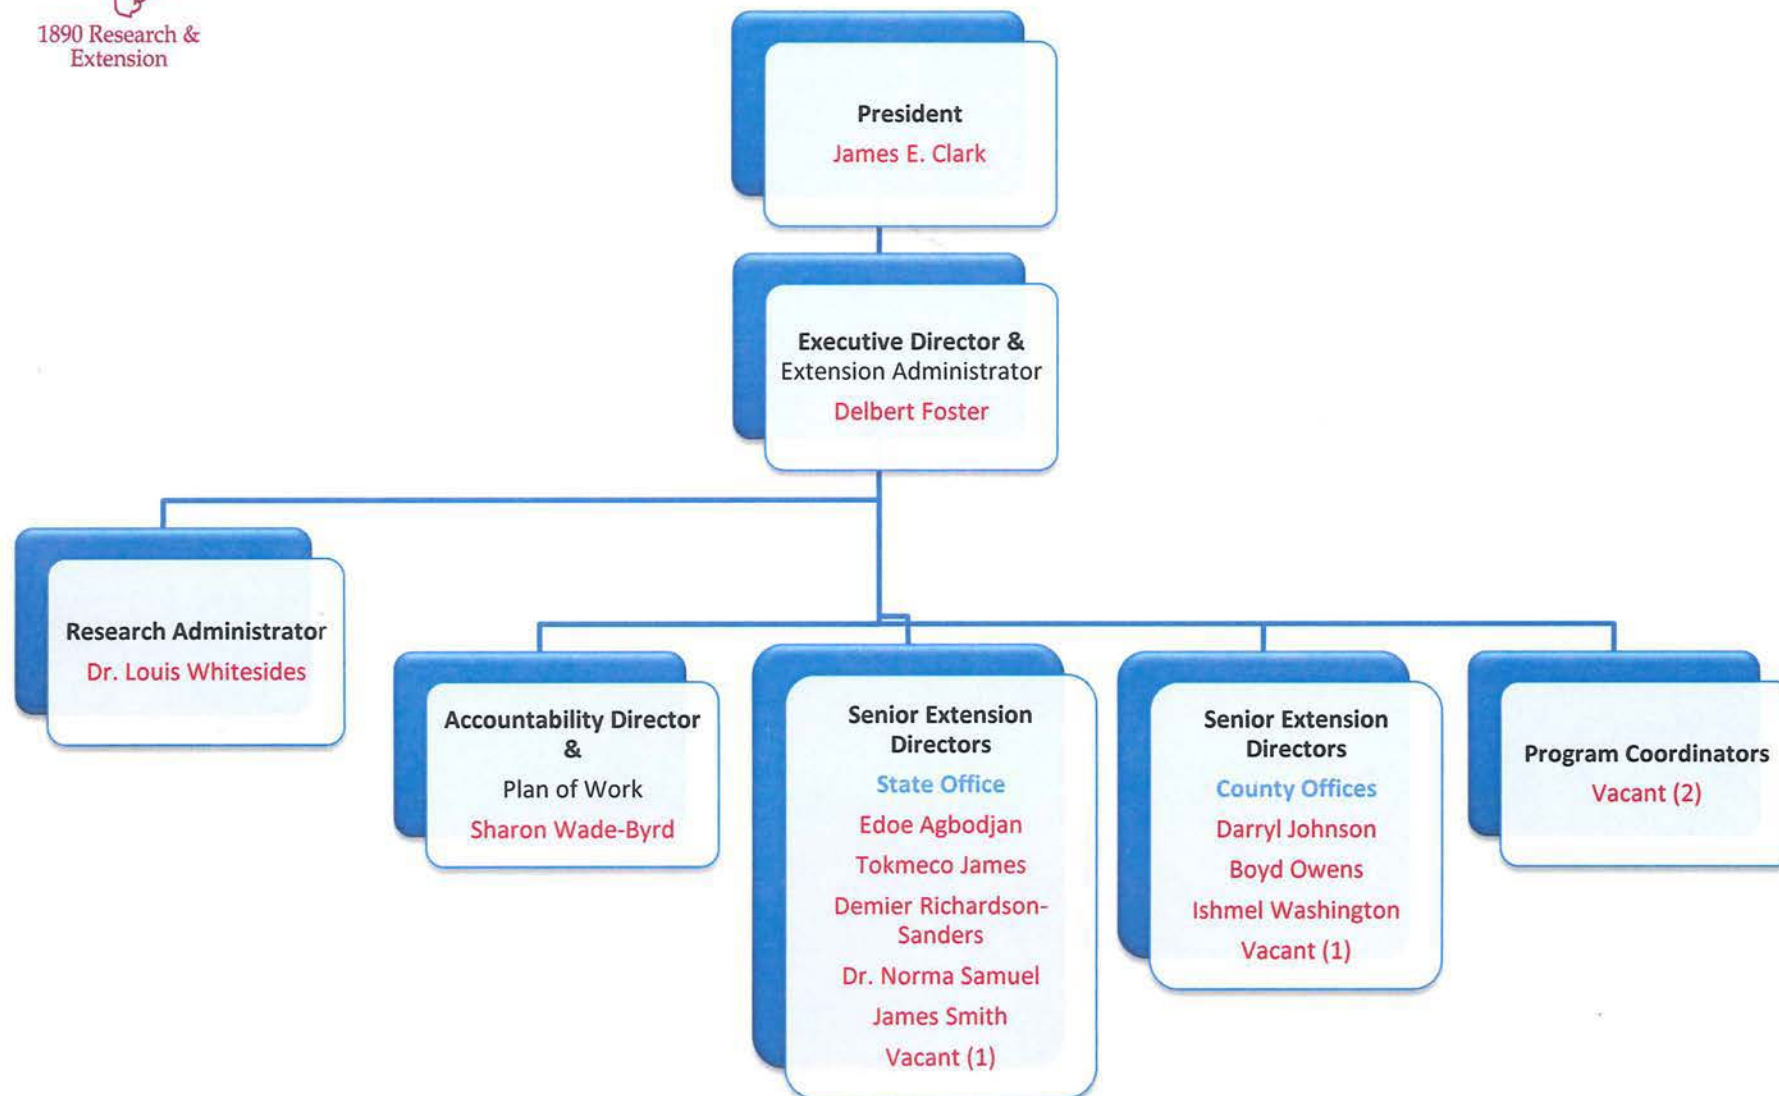 1890 Research &
Extension
President
James E. Clark
Executive Director &
Extension Administrator
Delbert Foster
Research Administrator
Dr. Louis Whitesides
Accountability Director
&
Plan of Work
Sharon Wade-Byrd
Senior Extension
Directors
State Office
Edoe Agbodjan
Tokmeco James
Demier Richardson-
Sanders
Dr. Norma Samuel
James Smith
Vacant (1)
Senior Extension
Directors
County Offices
Darryl Johnson
Boyd Owens
Ishmel Washington
Vacant (1)
Program Coordinators
Vacant (2)